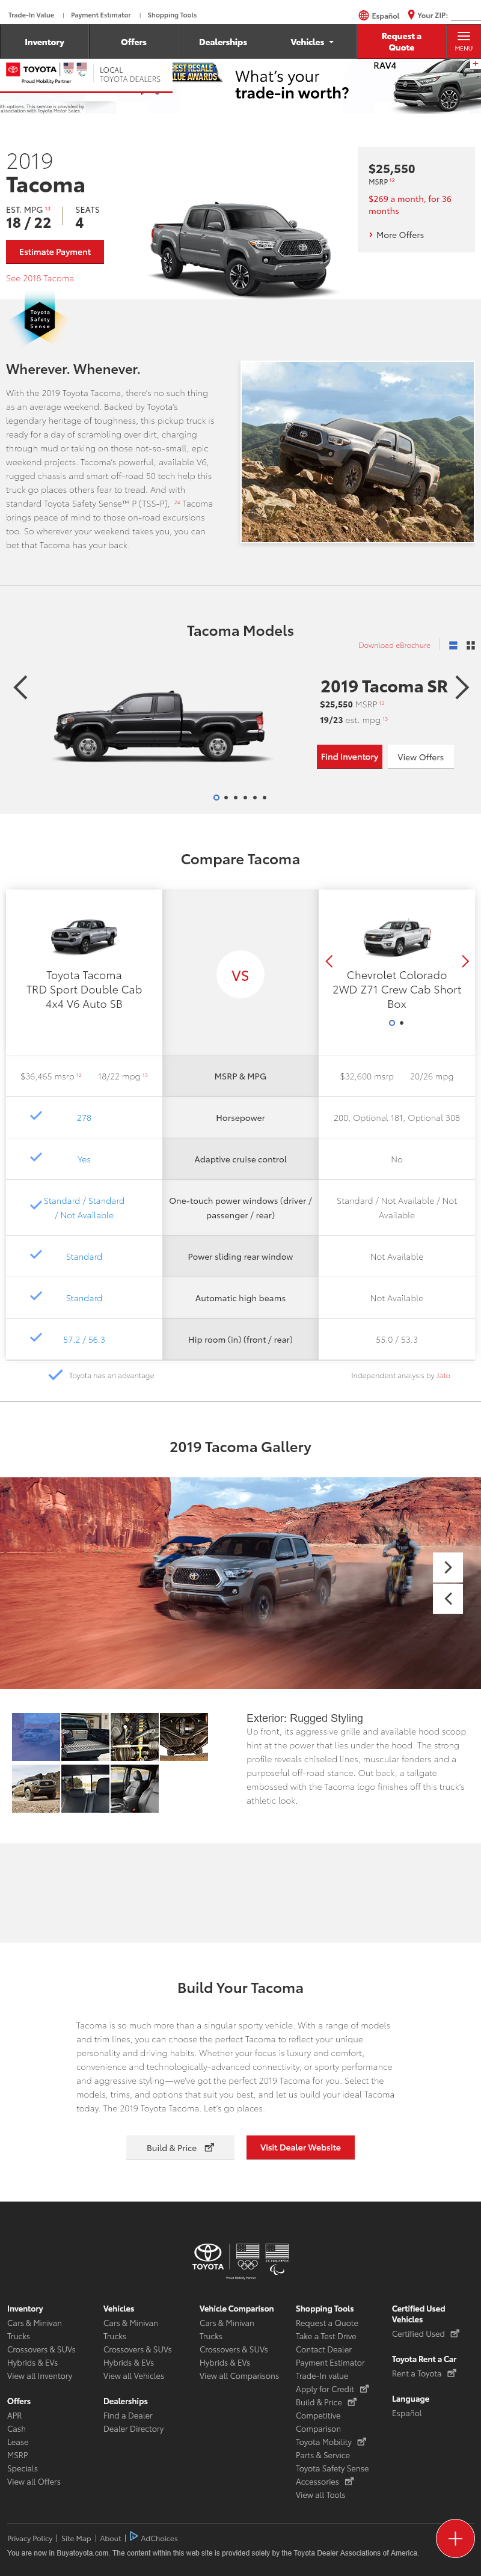 Trade-In Value | Payment Estimator | Shopping Tools
Español
Your ZIP:
Inventory
Offers
Dealerships
Vehicles
Request a Quote
MENU
TOYOTA
Proud Mobility Partner
LOCAL
TOYOTA DEALERS
BEST RESALE
VALUE AWARDS
What's your
trade-in worth?
RAV4
th options. This service is provided by
association with Toyota Motor Sales.
2019
Tacoma
EST. MPG 13
18 / 22
SEATS
4
Estimate Payment
See 2018 Tacoma
$25,550
MSRP 12
$269 a month, for 36
months
More Offers
Toyota
Safety
Sense
Wherever. Whenever.
With the 2019 Toyota Tacoma, there's no such thing
as an average weekend. Backed by Toyota's
legendary heritage of toughness, this pickup truck is
ready for a day of scrambling over dirt, charging
through mud or taking on those not-so-small, epic
weekend projects. Tacoma's powerful, available V6,
rugged chassis and smart off-road 50 tech help this
truck go places others fear to tread. And with
standard Toyota Safety Sense™ P (TSS-P), 24 Tacoma
brings peace of mind to those on-road excursions
too. So wherever your weekend takes you, you can
bet that Tacoma has your back.
Tacoma Models
Download eBrochure
2019 Tacoma SR
$25,550 MSRP 12
19/23 est. mpg 13
Find Inventory
View Offers
Compare Tacoma
Toyota Tacoma
TRD Sport Double Cab
4x4 V6 Auto SB
VS
Chevrolet Colorado
2WD Z71 Crew Cab Short
Box
$36,465 msrp 12 18/22 mpg 13
MSRP & MPG
$32,600 msrp 20/26 mpg
278
Horsepower
200, Optional 181, Optional 308
Yes
Adaptive cruise control
No
Standard / Standard
/ Not Available
One-touch power windows (driver /
passenger / rear)
Standard / Not Available / Not
Available
Standard
Power sliding rear window
Not Available
Standard
Automatic high beams
Not Available
57.2 / 56.3
Hip room (in) (front / rear)
55.0 / 53.3
Toyota has an advantage
Independent analysis by Jato
2019 Tacoma Gallery
Exterior: Rugged Styling
Up front, its aggressive grille and available hood scoop
hint at the power that lies under the hood. The strong
profile reveals chiseled lines, muscular fenders and a
purposeful off-road stance. Out back, a tailgate
embossed with the Tacoma logo finishes off this truck's
athletic look.
Build Your Tacoma
Tacoma is so much more than a singular sporty vehicle. With a range of models
and trim lines, you can choose the perfect Tacoma to reflect your unique
personality and driving habits. Whether your focus is luxury and comfort,
convenience and technologically-advanced connectivity, or sporty performance
and aggressive styling—we've got the perfect 2019 Tacoma for you. Select the
models, trims, and options that suit you best, and let us build your ideal Tacoma
today. The 2019 Toyota Tacoma. Let's go places.
Build & Price
Visit Dealer Website
TOYOTA
Proud Mobility Partner
Inventory
Cars & Minivan
Trucks
Crossovers & SUVs
Hybrids & EVs
View all Inventory
Offers
APR
Cash
Lease
MSRP
Specials
View all Offers
Vehicles
Cars & Minivan
Trucks
Crossovers & SUVs
Hybrids & EVs
View all Vehicles
Dealerships
Find a Dealer
Dealer Directory
Vehicle Comparison
Cars & Minivan
Trucks
Crossovers & SUVs
Hybrids & EVs
View all Comparisons
Shopping Tools
Request a Quote
Take a Test Drive
Contact Dealer
Payment Estimator
Trade-In value
Apply for Credit
Build & Price
Competitive
Comparison
Toyota Mobility
Parts & Service
Toyota Safety Sense
Accessories
View all Tools
Certified Used
Vehicles
Certified Used
Toyota Rent a Car
Rent a Toyota
Language
Español
Privacy Policy | Site Map | About | AdChoices
You are now in Buyatoyota.com. The content within this web site is provided solely by the Toyota Dealer Associations of America.